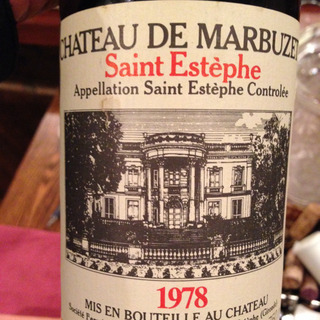 CHATEAU DE MARBUZET
Saint Estèphe
Appellation Saint Estèphe Controlée
1978
MIS EN BOUTEILLE AU CHATEAU